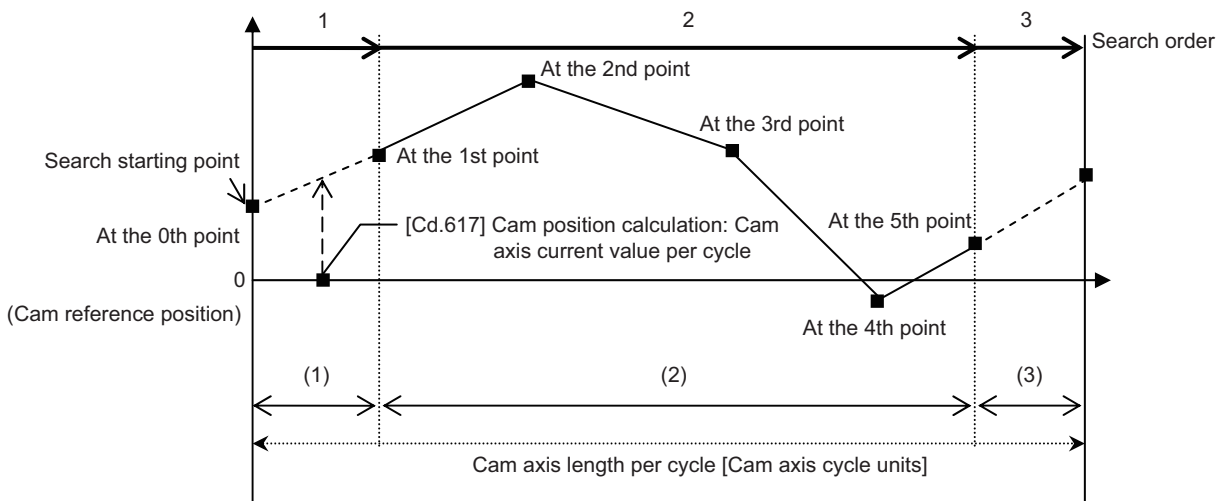 1
2
3
Search order
At the 2nd point
At the 3rd point
Search starting point
At the 1st point
At the 0th point
[Cd.617] Cam position calculation: Cam
axis current value per cycle
At the 5th point
0
(Cam reference position)
At the 4th point
(1)
(2)
(3)
Cam axis length per cycle [Cam axis cycle units]